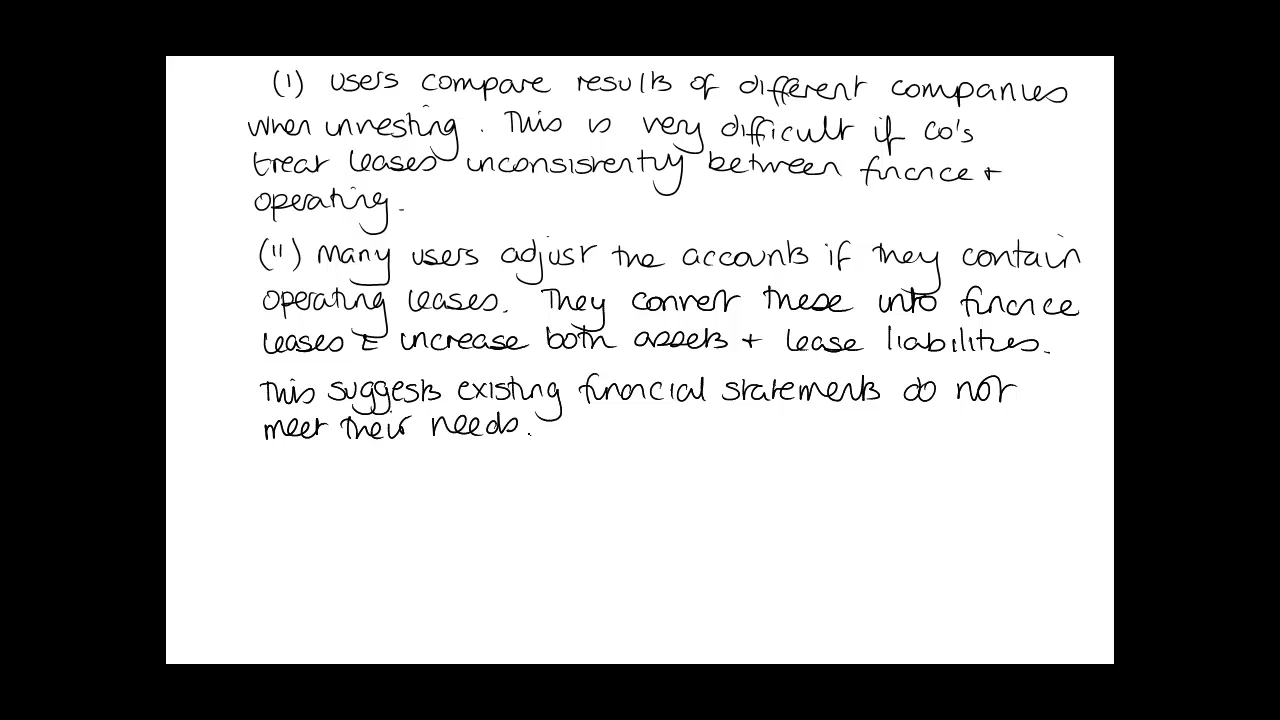 (i) users compare results of different companies
when investing. This is very difficult if co's
treat leases inconsistently between finance +
operating.
(ii) Many users adjust the accounts if they contain
operating leases. They convert these into finance
leases & increase both assets + lease liabilities.
This suggests existing financial statements do not
meet their needs.